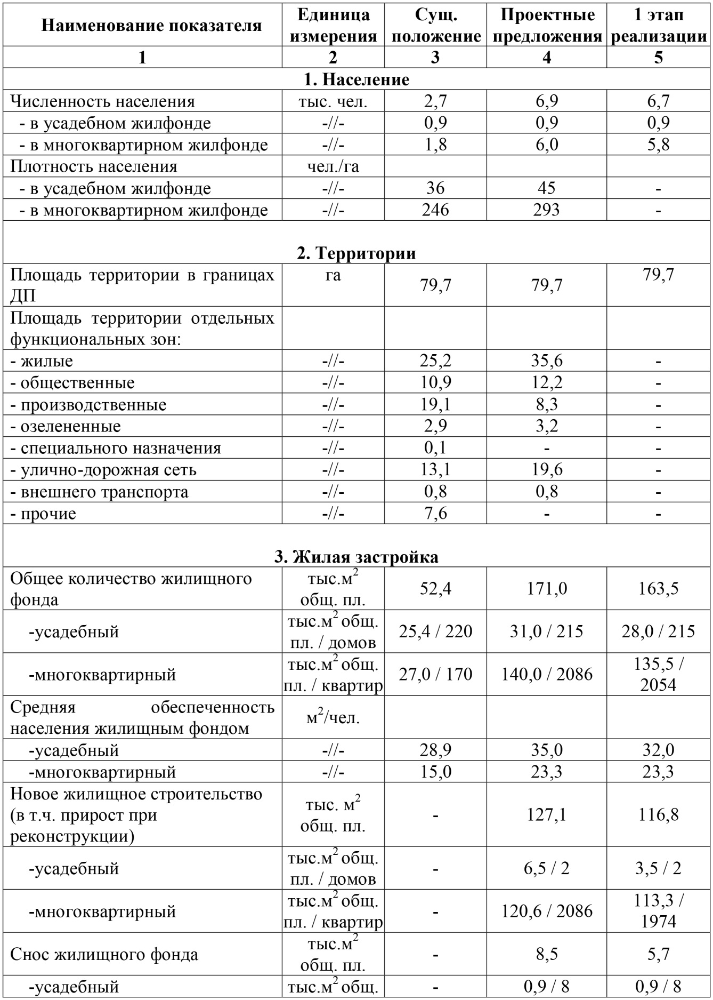 Наименование показателя Единица измерения Сущ. положение Проектные предложения 1 этап реализации
1 2 3 4 5
1. Население
Численность населения тыс. чел. 2,7 6,9 6,7
- в усадебном жилфонде -//- 0,9 0,9 0,9
- в многоквартирном жилфонде -//- 1,8 6,0 5,8
Плотность населения чел./га
- в усадебном жилфонде -//- 36 45 -
- в многоквартирном жилфонде -//- 246 293 -
2. Территории
Площадь территории в границах ДП га 79,7 79,7 79,7
Площадь территории отдельных
функциональных зон:
- жилые -//- 25,2 35,6 -
- общественные -//- 10,9 12,2 -
- производственные -//- 19,1 8,3 -
- озелененные -//- 2,9 3,2 -
- специального назначения -//- 0,1 - -
- улично-дорожная сеть -//- 13,1 19,6 -
- внешнего транспорта -//- 0,8 0,8 -
- прочие -//- 7,6 - -
3. Жилая застройка
Общее количество жилищного фонда тыс.м² общ. пл. 52,4 171,0 163,5
-усадебный тыс.м² общ. пл. / домов 25,4 / 220 31,0 / 215 28,0 / 215
-многоквартирный тыс.м² общ. пл. / квартир 27,0 / 170 140,0 / 2086 135,5 / 2054
Средняя обеспеченность населения жилищным фондом м²/чел.
-усадебный -//- 28,9 35,0 32,0
-многоквартирный -//- 15,0 23,3 23,3
Новое жилищное строительство (в т.ч. прирост при реконструкции) тыс. м² общ. пл. - 127,1 116,8
-усадебный тыс.м² общ. пл. / домов - 6,5 / 2 3,5 / 2
-многоквартирный тыс.м² общ. пл. / квартир - 120,6 / 2086 113,3 / 1974
Снос жилищного фонда тыс.м² общ. пл. - 8,5 5,7
-усадебный тыс.м² общ. - 0,9 / 8 0,9 / 8